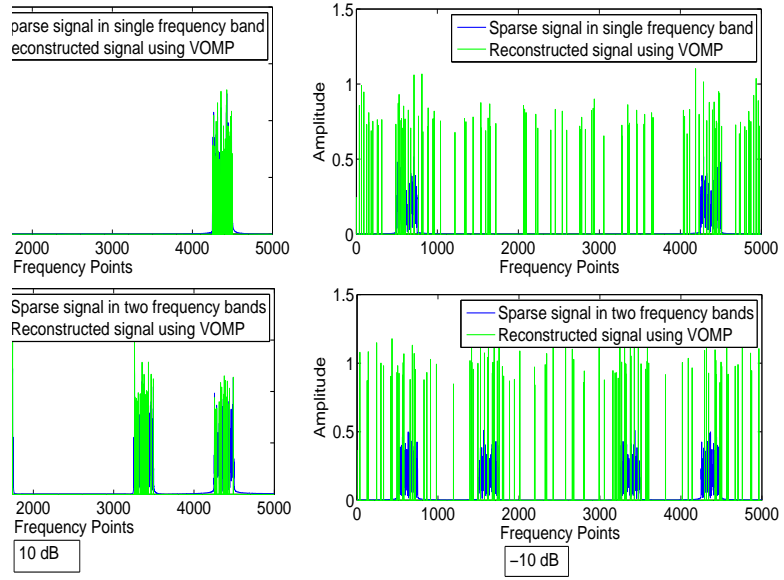 parse signal in single frequency band
econstructed signal using VOMP
2000 3000 4000 5000
Frequency Points
Sparse signal in single frequency band
Reconstructed signal using VOMP
Amplitude
1.5
1
0.5
0
0 1000 2000 3000 4000 5000
Frequency Points
Sparse signal in two frequency bands
Reconstructed signal using VOMP
2000 3000 4000 5000
Frequency Points
10 dB
Sparse signal in two frequency bands
Reconstructed signal using VOMP
Amplitude
1.5
1
0.5
0
0 1000 2000 3000 4000 5000
Frequency Points
−10 dB